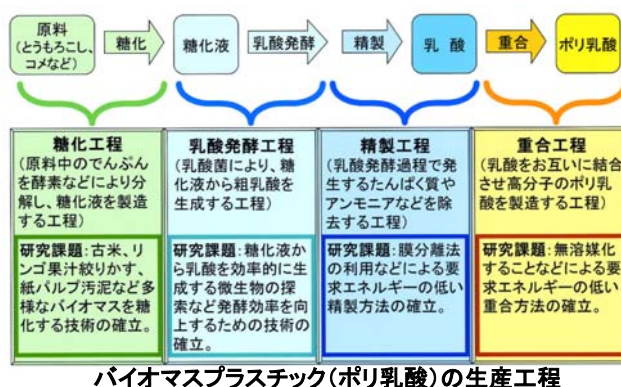 原料
(とうもろこし、
コメなど)
糖化
糖化液
乳酸発酵
精製
乳 酸
重合
ポリ乳酸
糖化工程
(原料中のでんぷん
を酵素などにより分
解し、糖化液を製造
する工程)
研究課題:古米、リ
ンゴ果汁絞りかす、
紙パルプ汚泥など多
様なバイオマスを糖
化する技術の確立。
乳酸発酵工程
(乳酸菌により、糖
化液から粗乳酸を
生成する工程)
研究課題:糖化液か
ら乳酸を効率的に生
成する微生物の探
索など発酵効率を向
上するための技術の
確立。
精製工程
(乳酸発酵過程で発
生するたんぱく質や
アンモニアなどを除
去する工程)
研究課題:膜分離法
の利用などによる要
求エネルギーの低い
精製方法の確立。
重合工程
(乳酸をお互いに結合
させ高分子のポリ乳
酸を製造する工程)
研究課題:無溶媒化
することなどによる要
求エネルギーの低い
重合方法の確立。
バイオマスプラスチック(ポリ乳酸)の生産工程